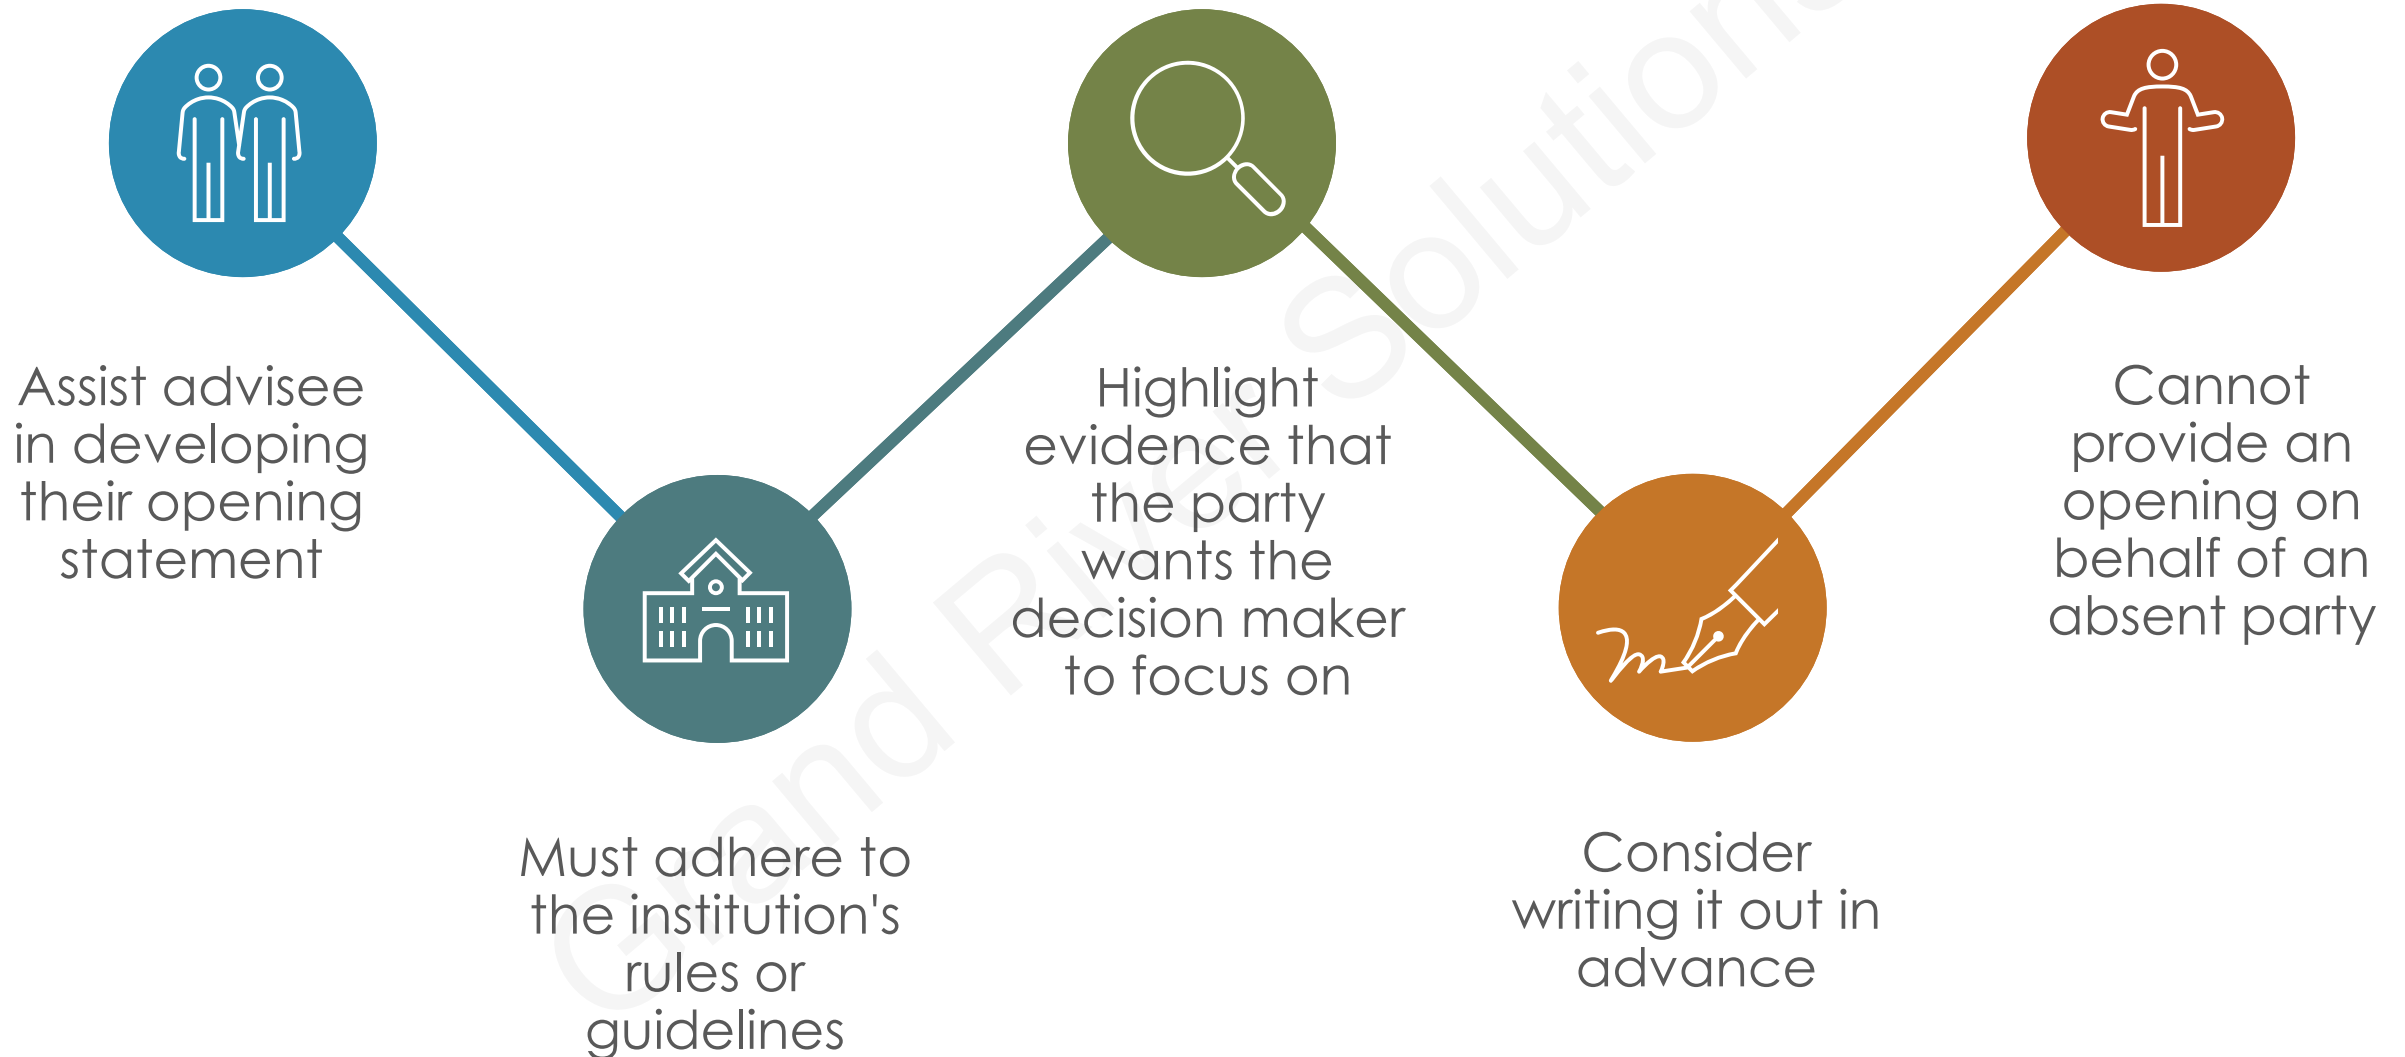 Assist advisee
in developing
their opening
statement
Must adhere to
the institution's
rules or
guidelines
Highlight
evidence that
the party
wants the
decision maker
to focus on
Consider
writing it out in
advance
Cannot
provide an
opening on
behalf of an
absent party
Grand River Solutions